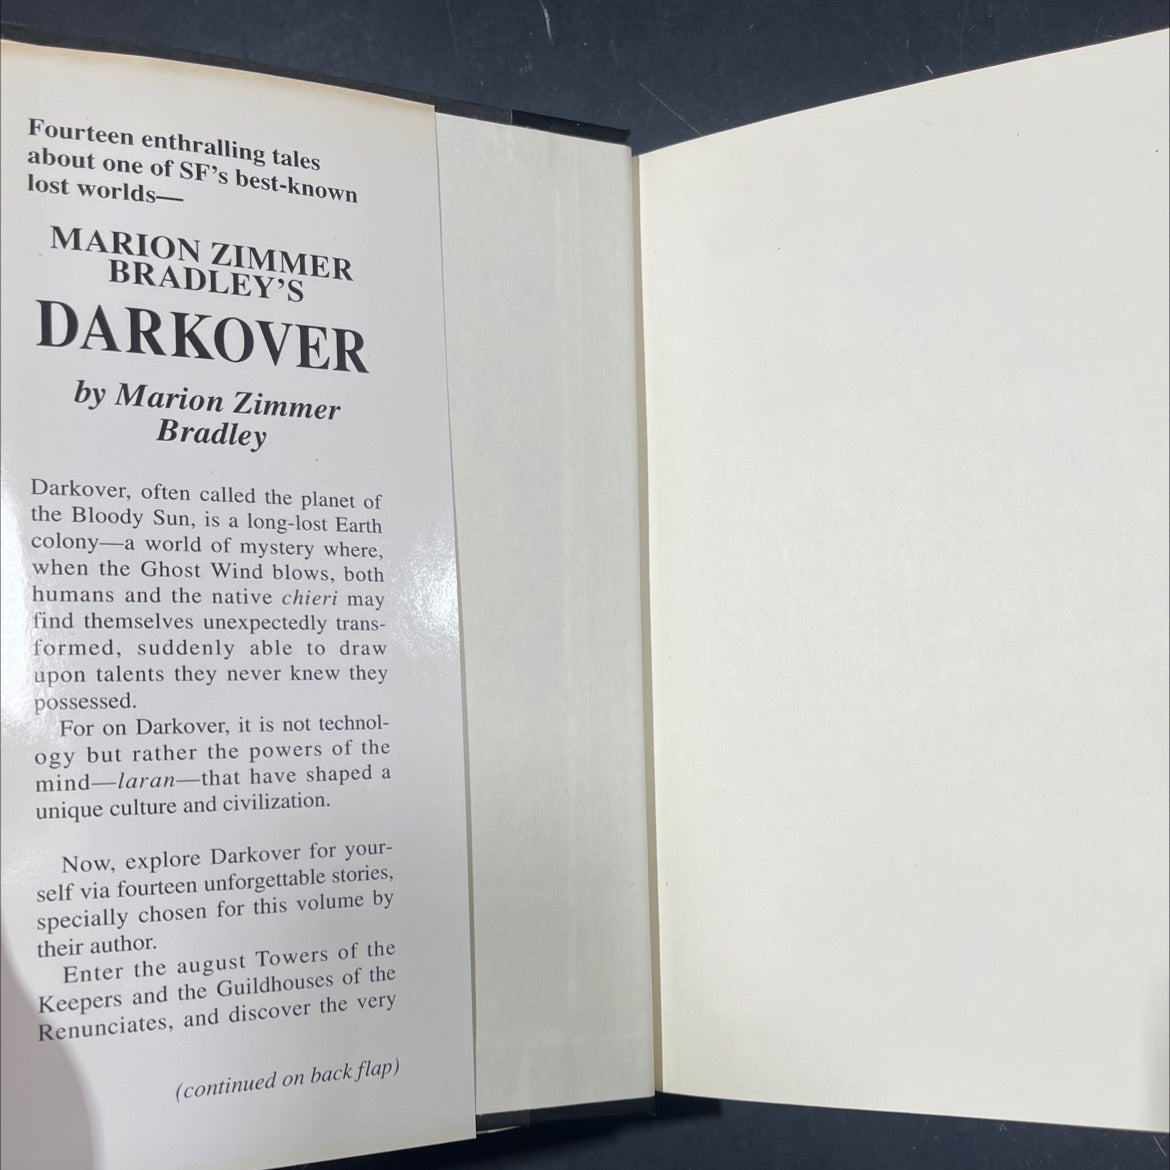 Fourteen enthralling tales
about one of SF's best-known
lost worlds—
MARION ZIMMER
BRADLEY'S
DARKOVER
by Marion Zimmer
Bradley
Darkover, often called the planet of
the Bloody Sun, is a long-lost Earth
colony—a world of mystery where,
when the Ghost Wind blows, both
humans and the native chieri may
find themselves unexpectedly trans-
formed, suddenly able to draw
upon talents they never knew they
possessed.
For on Darkover, it is not technol-
ogy but rather the powers of the
mind—laran—that have shaped a
unique culture and civilization.
Now, explore Darkover for your-
self via fourteen unforgettable stories,
specially chosen for this volume by
their author.
Enter the august Towers of the
Keepers and the Guildhouses of the
Renunciates, and discover the very
(continued on back flap)